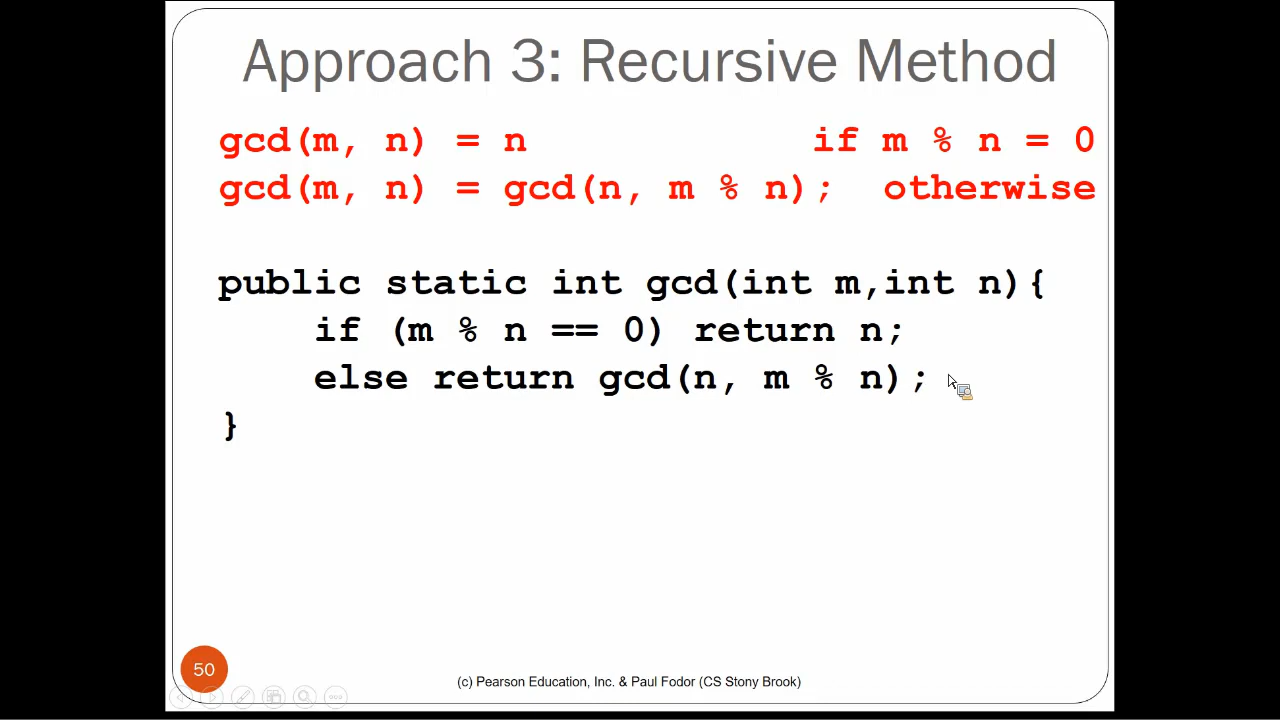 Approach 3: Recursive Method
gcd(m, n) = n if m % n = 0
gcd(m, n) = gcd(n, m % n); otherwise
public static int gcd(int m,int n){
if (m % n == 0) return n;
else return gcd(n, m % n);
}
50
(c) Pearson Education, Inc. & Paul Fodor (CS Stony Brook)